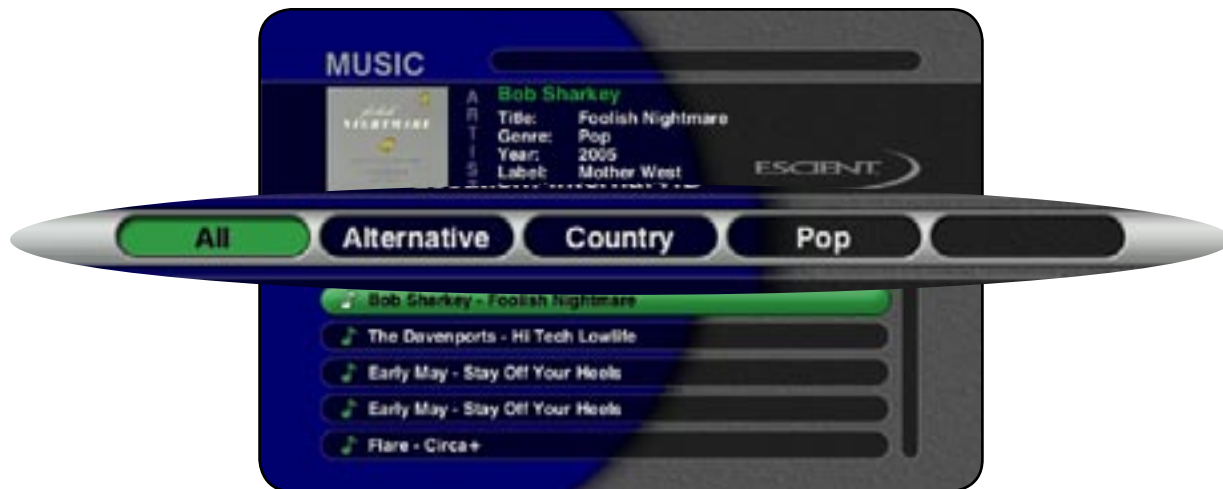 MUSIC
ARTIST
Bob Sharkey
Title: Foolish Nightmare
Genre: Pop
Year: 2005
Label: Mother West
NIGHTMARE
ESCIENT
All Alternative Country Pop
Bob Sharkey - Foolish Nightmare
The Davenports - Hi Tech Lowlife
Early May - Stay Off Your Heels
Early May - Stay Off Your Heels
Flare - Circa+